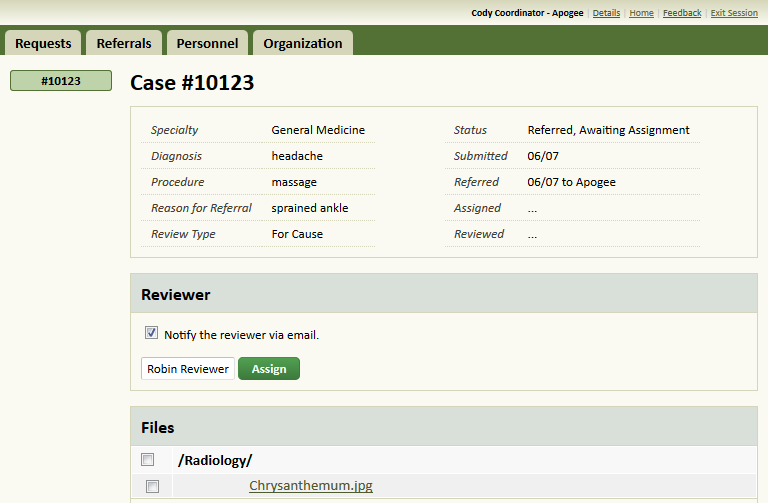 Cody Coordinator - Apogee | Details | Home | Feedback | Exit Session
Requests Referrals Personnel Organization
#10123
Case #10123
Specialty General Medicine Status Referred, Awaiting Assignment
Diagnosis headache Submitted 06/07
Procedure massage Referred 06/07 to Apogee
Reason for Referral sprained ankle Assigned ...
Review Type For Cause Reviewed ...
Reviewer
Notify the reviewer via email.
Robin Reviewer Assign
Files
/Radiology/
Chrysanthemum.jpg